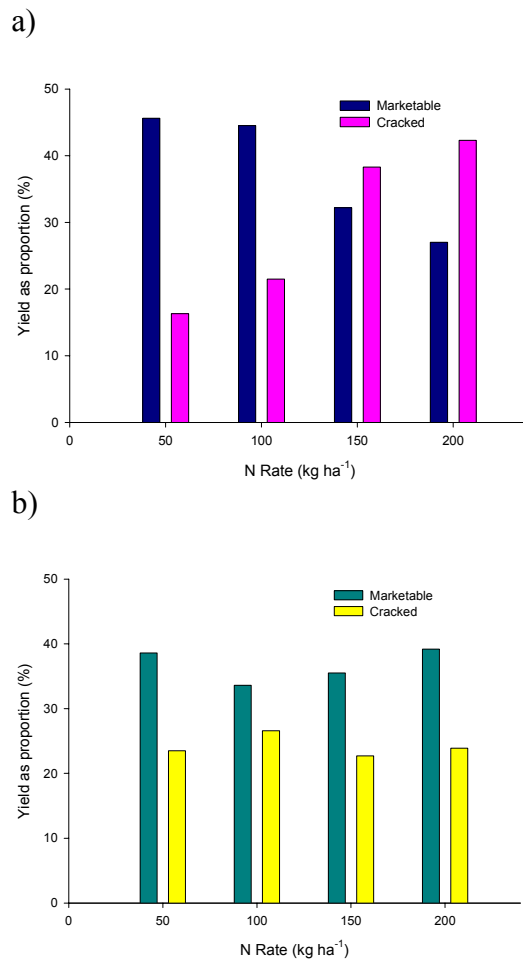 a)
50
40
30
20
10
0
Yield as proportion (%)
Marketable
Cracked
0 50 100 150 200
N Rate (kg ha⁻¹)
b)
50
40
30
20
10
0
Yield as proportion (%)
Marketable
Cracked
0 50 100 150 200
N Rate (kg ha⁻¹)